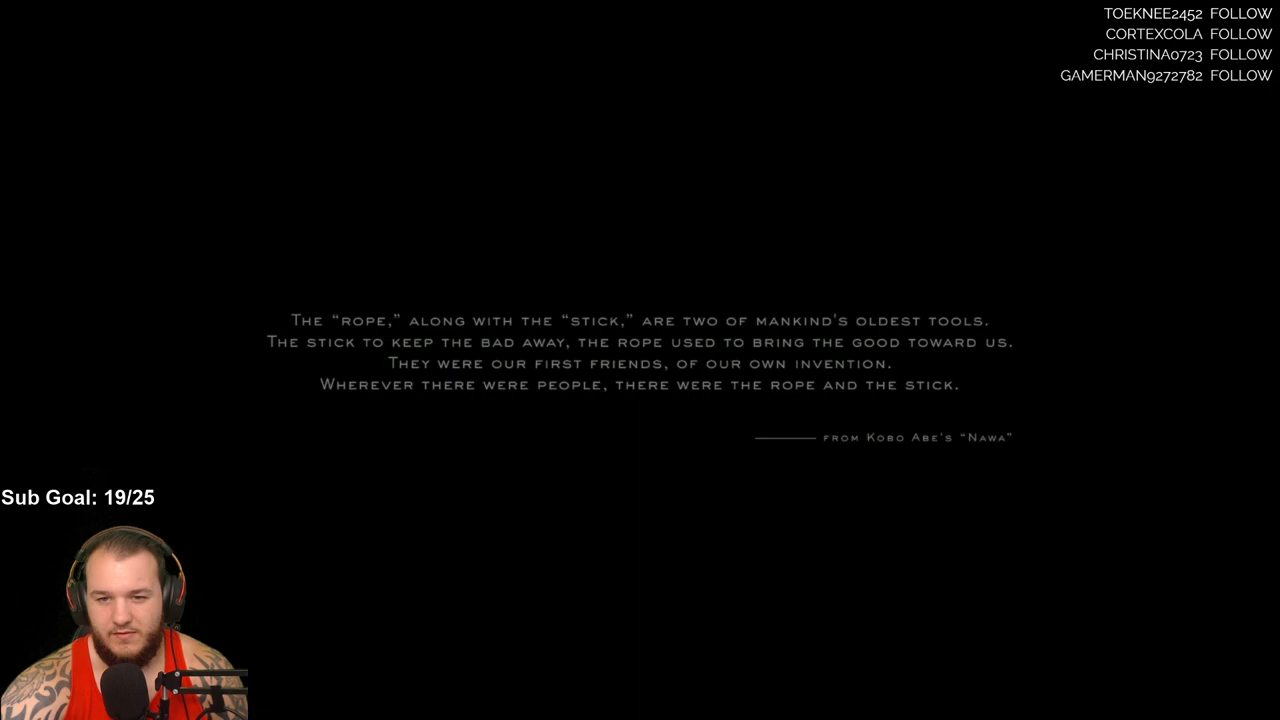 TOEKNEE2452 FOLLOW
CORTEXCOLA FOLLOW
CHRISTINA0723 FOLLOW
GAMERMAN9272782 FOLLOW
The “rope,” along with the “stick,” are two of mankind's oldest tools.
The stick to keep the bad away, the rope used to bring the good toward us.
They were our first friends, of our own invention.
Wherever there were people, there were the rope and the stick.
from Kobo Abe's “Nawa”
Sub Goal: 19/25